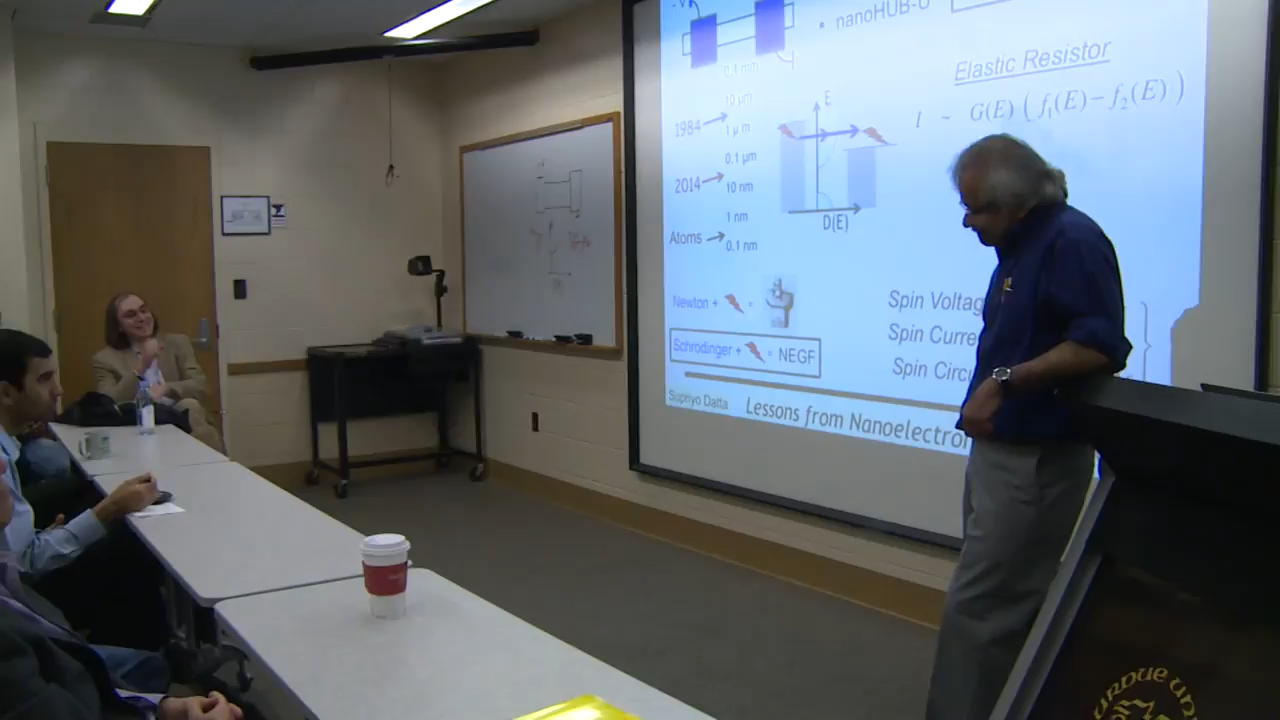 - V
• nanoHUB-U
0.1 mm
Elastic Resistor
10 μm
I ~ G(E) ( f1(E) − f2(E) )
1984
1 μm
E
0.1 μm
2014
10 nm
1 nm
D(E)
Atoms
0.1 nm
Newton + =
Spin Voltag
Spin Curre
Schrodinger + = NEGF
Spin Circ
Supriyo Datta
Lessons from Nanoelectron
PURDUE UNI